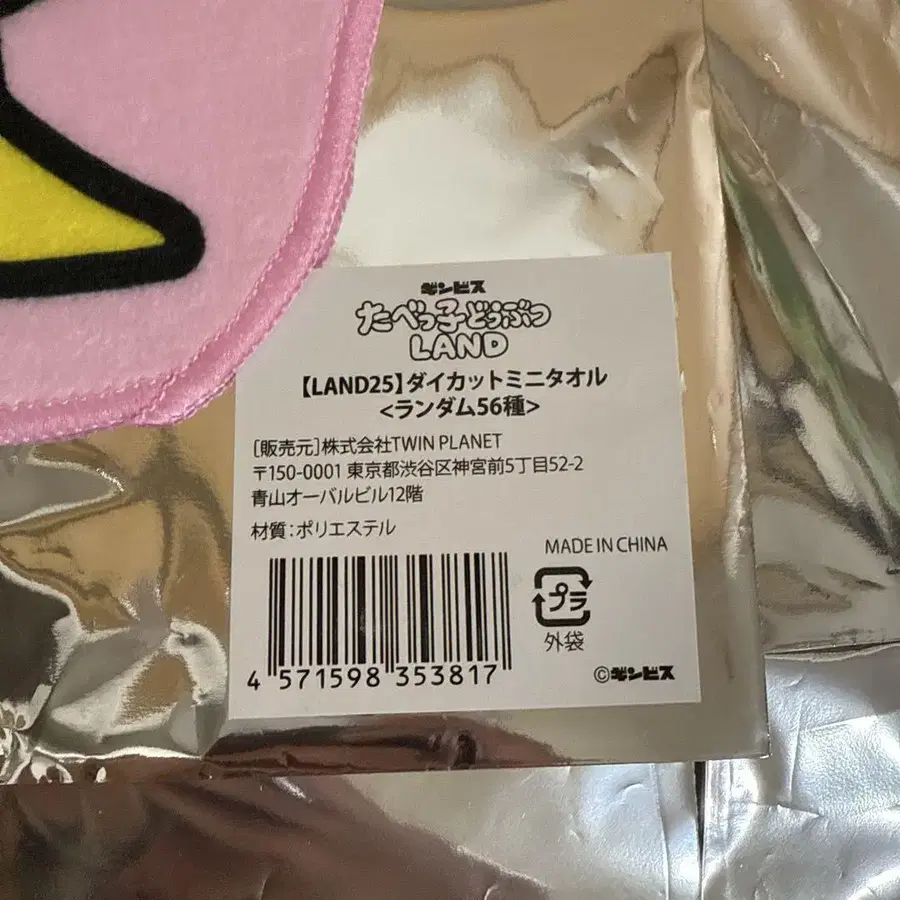 ギンビス
たべっ子どうぶつ
LAND
【LAND25】ダイカットミニタオル
<ランダム56種>
[販売元]株式会社TWIN PLANET
〒150-0001 東京都渋谷区神宮前5丁目52-2
青山オーバルビル12階
材質:ポリエステル
MADE IN CHINA
プラ
外袋
4 571598 353817
©ギンビス